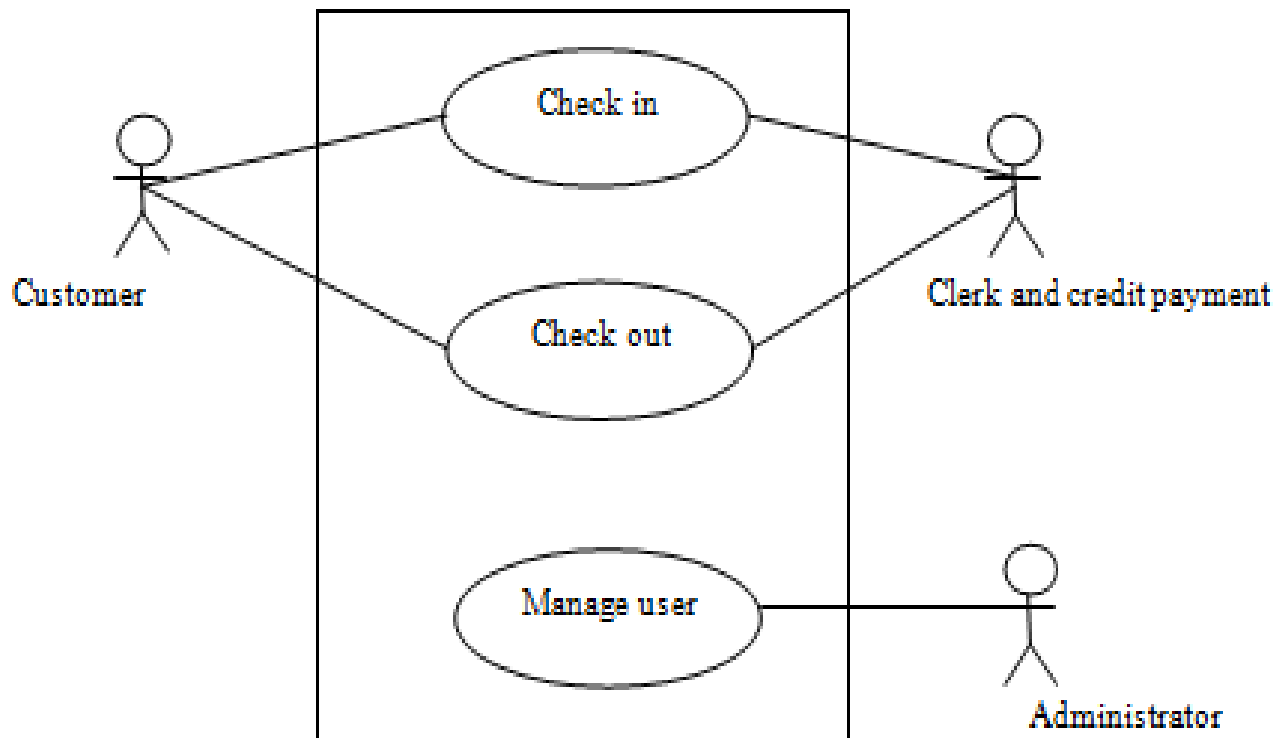 Check in
Customer
Clerk and credit payment
Check out
Manage user
Administrator